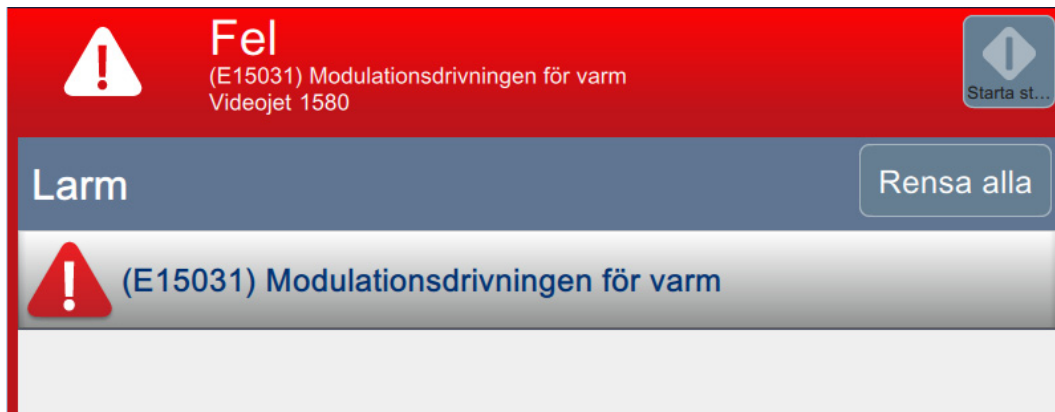 Fel
(E15031) Modulationsdrivningen för varm
Videojet 1580
Starta st...
Larm
Rensa alla
(E15031) Modulationsdrivningen för varm